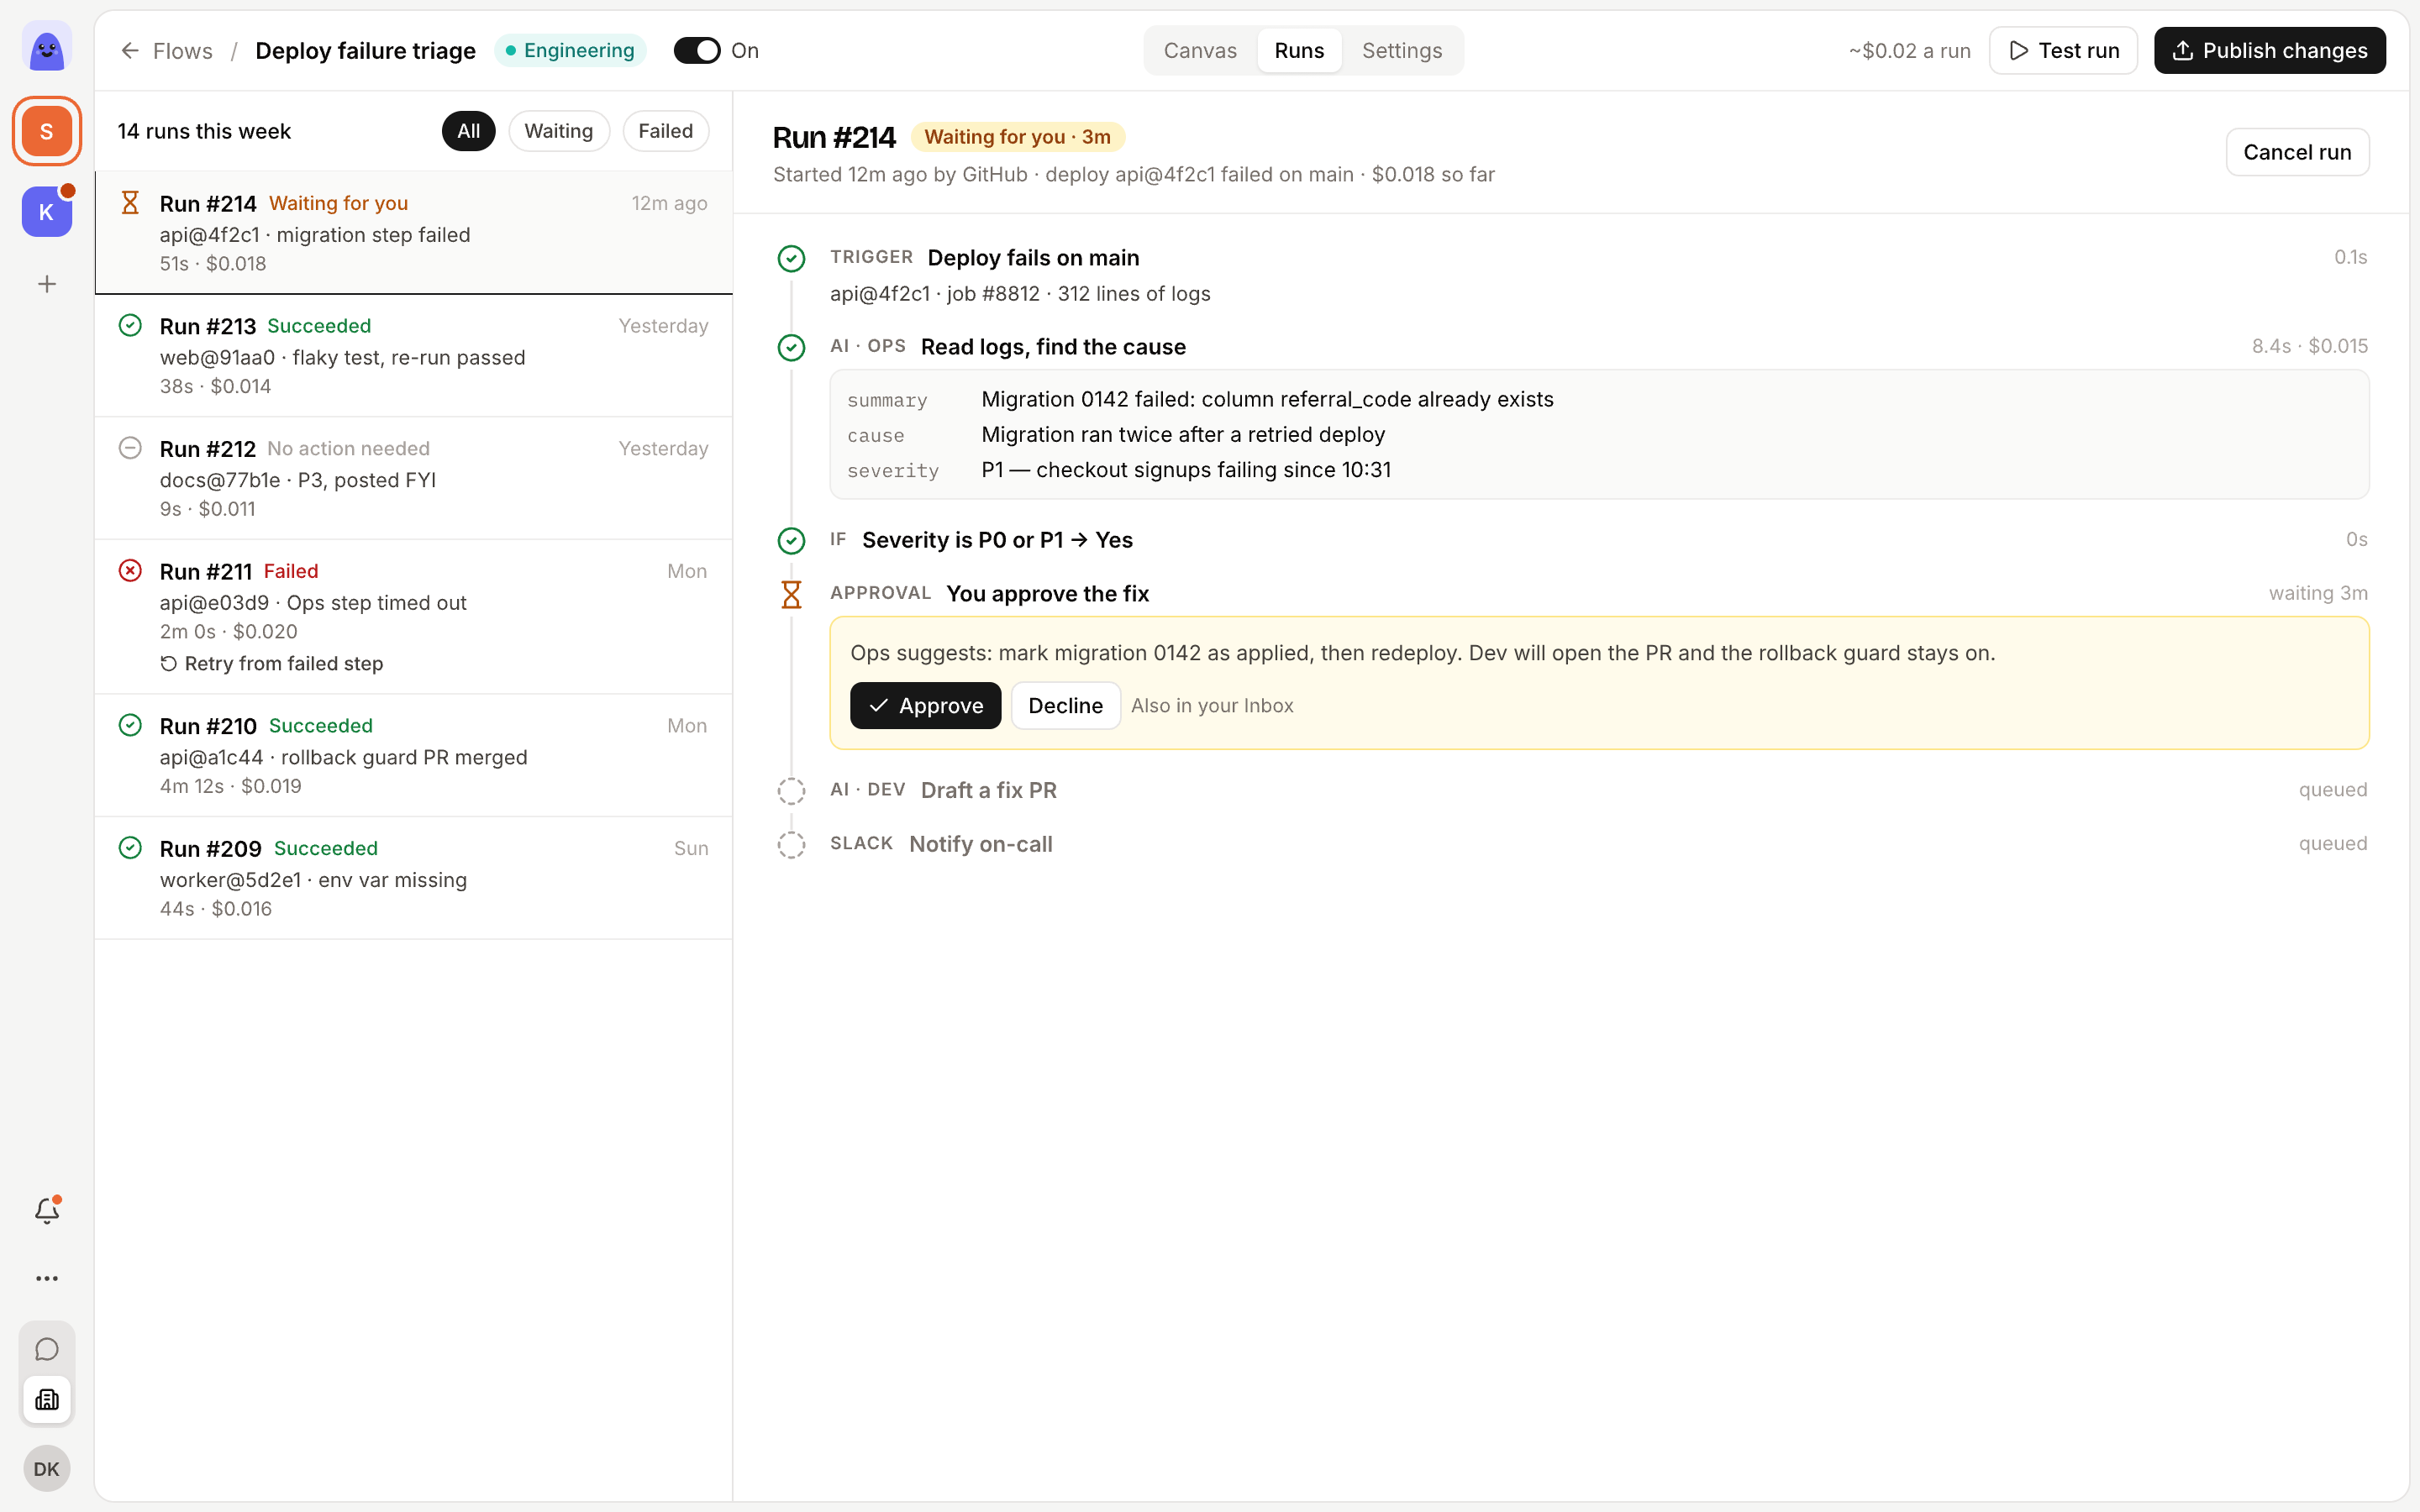 Flows / Deploy failure triage Engineering On Canvas Runs Settings ~$0.02 a run Test run Publish changes
S
K
14 runs this week All Waiting Failed
Run #214 Waiting for you 12m ago
api@4f2c1 · migration step failed
51s · $0.018
Run #213 Succeeded Yesterday
web@91aa0 · flaky test, re-run passed
38s · $0.014
Run #212 No action needed Yesterday
docs@77b1e · P3, posted FYI
9s · $0.011
Run #211 Failed Mon
api@e03d9 · Ops step timed out
2m 0s · $0.020
Retry from failed step
Run #210 Succeeded Mon
api@a1c44 · rollback guard PR merged
4m 12s · $0.019
Run #209 Succeeded Sun
worker@5d2e1 · env var missing
44s · $0.016
Run #214 Waiting for you · 3m
Started 12m ago by GitHub · deploy api@4f2c1 failed on main · $0.018 so far
Cancel run
TRIGGER Deploy fails on main 0.1s
api@4f2c1 · job #8812 · 312 lines of logs
AI · OPS Read logs, find the cause 8.4s · $0.015
summary Migration 0142 failed: column referral_code already exists
cause Migration ran twice after a retried deploy
severity P1 — checkout signups failing since 10:31
IF Severity is P0 or P1 → Yes 0s
APPROVAL You approve the fix waiting 3m
Ops suggests: mark migration 0142 as applied, then redeploy. Dev will open the PR and the rollback guard stays on.
Approve Decline Also in your Inbox
AI · DEV Draft a fix PR queued
SLACK Notify on-call queued
DK